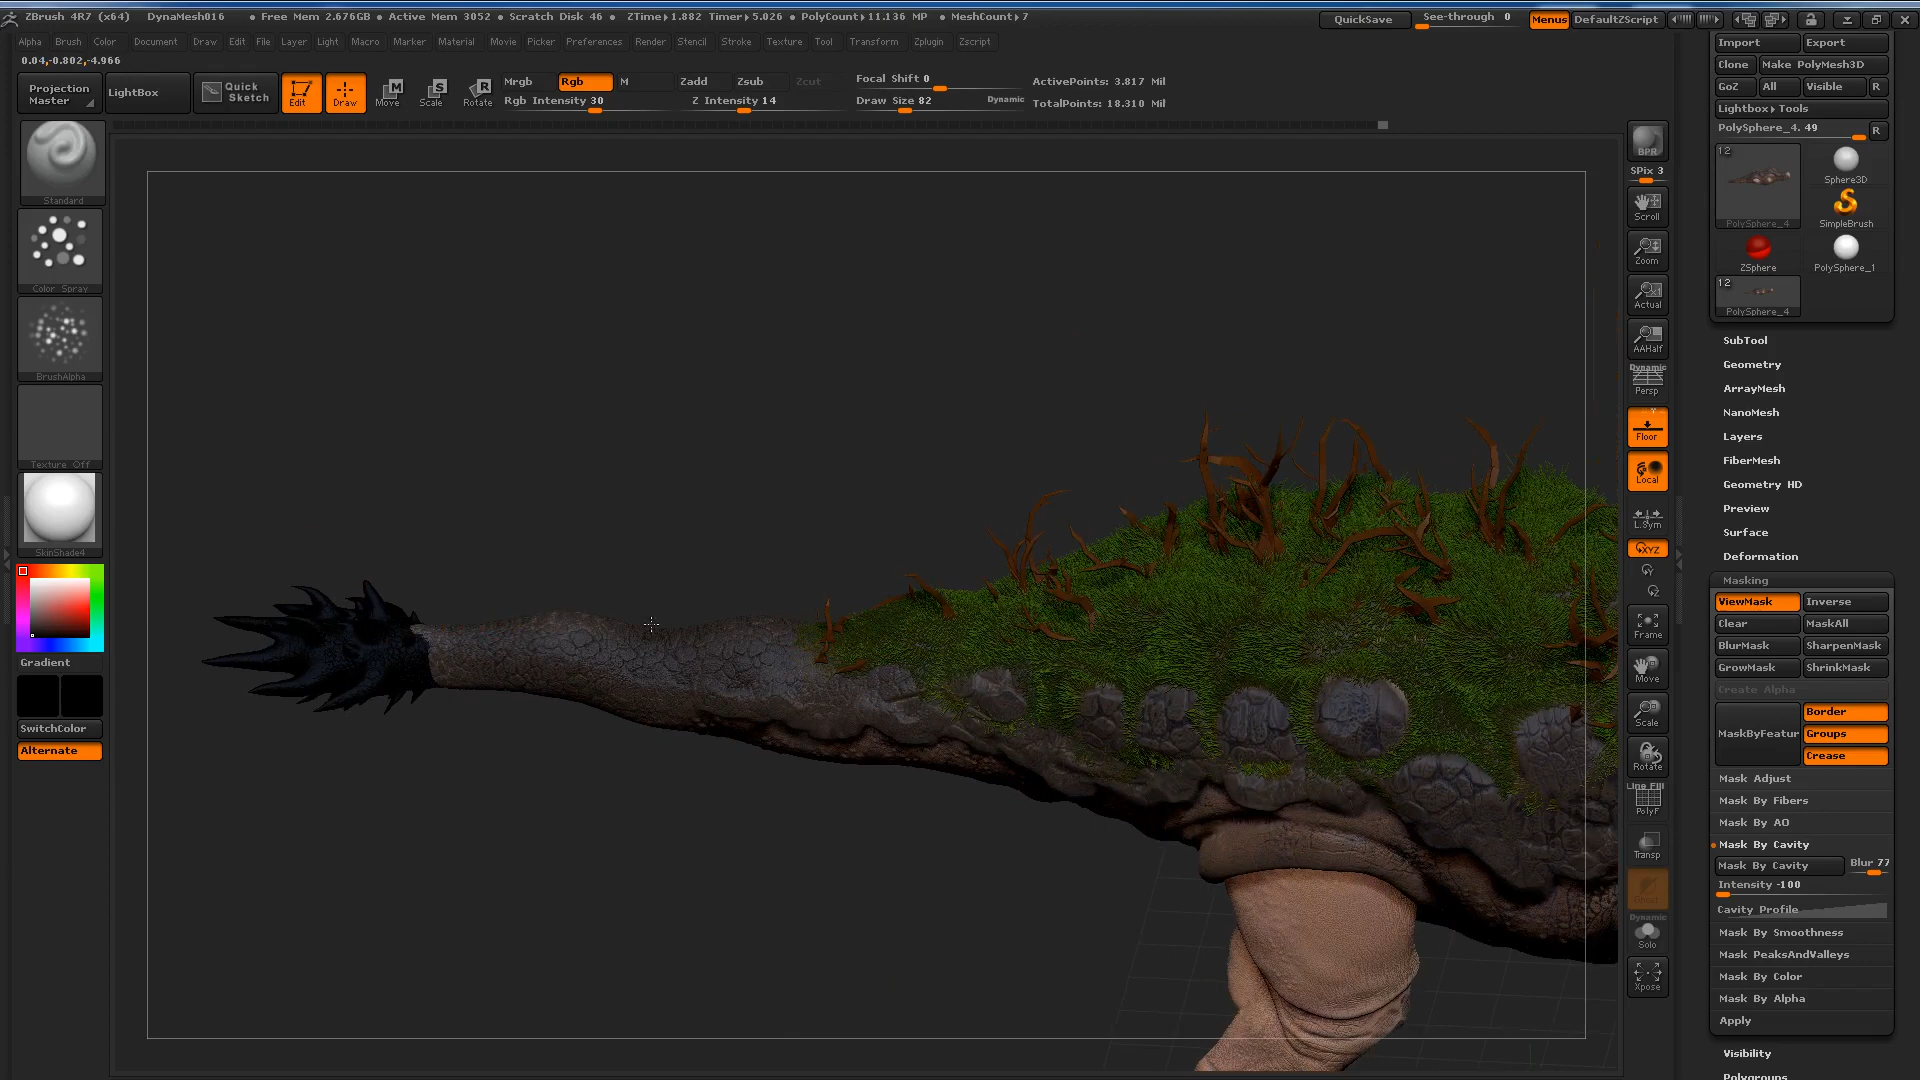 ZBrush 4R7 (x64)   DynaMesh016   • Free Mem 2.676GB • Active Mem 3052 • Scratch Disk 46 •  ZTime▸1.882 Timer▸5.026 • PolyCount▸11.136 MP  • MeshCount▸7
QuickSave See-through 0 Menus DefaultZScript
Alpha Brush Color Document Draw Edit File Layer Light Macro Marker Material Movie Picker Preferences Render Stencil Stroke Texture Tool Transform Zplugin Zscript
0.04,-0.802,-4.966
Projection Master
LightBox
Quick Sketch
Edit
Draw
Move
Scale
Rotate
Mrgb Rgb M Zadd Zsub Zcut
Rgb Intensity 30 Z Intensity 14
Focal Shift 0
Draw Size 82 Dynamic
ActivePoints: 3.817 Mil
TotalPoints: 18.310 Mil
Standard
Color Spray
BrushAlpha
Texture Off
SkinShade4
Gradient
SwitchColor
Alternate
BPR
SPix 3
Scroll
Zoom
Actual
AAHalf
Dynamic
Persp
Floor
Local
L.Sym
XYZ
Frame
Move
Scale
Rotate
Line Fill
PolyF
Transp
Ghost
Dynamic
Solo
Xpose
Import Export
Clone Make PolyMesh3D
GoZ All Visible R
Lightbox▸Tools
PolySphere_4. 49 R
12
PolySphere_4
Sphere3D
SimpleBrush
ZSphere
PolySphere_1
12
PolySphere_4
SubTool
Geometry
ArrayMesh
NanoMesh
Layers
FiberMesh
Geometry HD
Preview
Surface
Deformation
Masking
ViewMask Inverse
Clear MaskAll
BlurMask SharpenMask
GrowMask ShrinkMask
Create Alpha
MaskByFeatur
Border
Groups
Crease
Mask Adjust
Mask By Fibers
Mask By AO
Mask By Cavity
Mask By Cavity Blur 77
Intensity -100
Cavity Profile
Mask By Smoothness
Mask PeaksAndValleys
Mask By Color
Mask By Alpha
Apply
Visibility
Polygroups